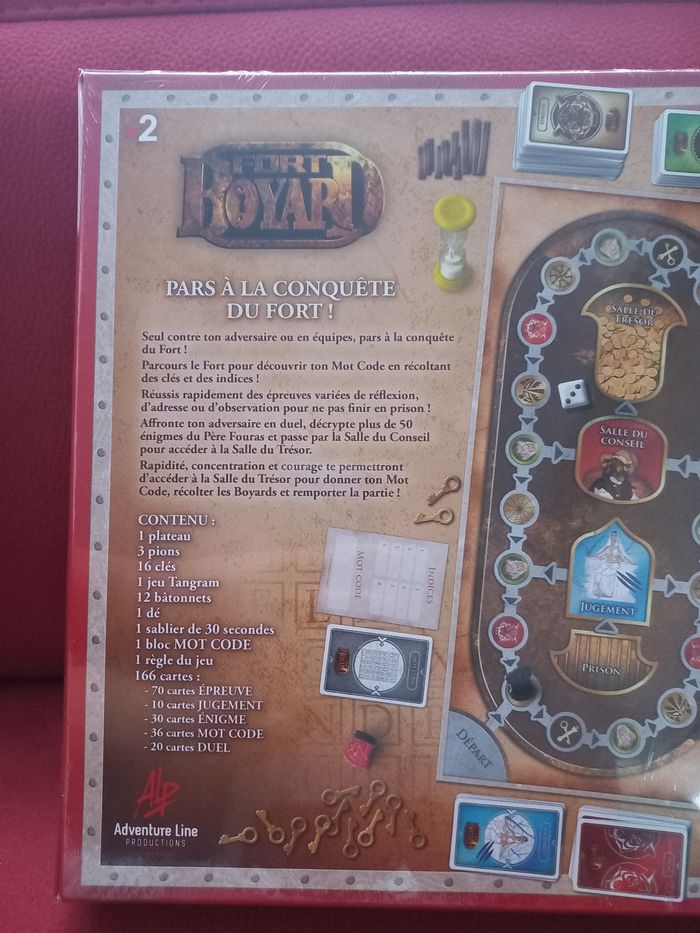 2
FORT
BOYARD
PARS À LA CONQUÊTE
DU FORT !
Seul contre ton adversaire ou en équipes, pars à la conquête
du Fort !
Parcours le Fort pour découvrir ton Mot Code en récoltant
des clés et des indices !
Réussis rapidement des épreuves variées de réflexion,
d'adresse ou d'observation pour ne pas finir en prison !
Affronte ton adversaire en duel, décrypte plus de 50
énigmes du Père Fouras et passe par la Salle du Conseil
pour accéder à la Salle du Trésor.
Rapidité, concentration et courage te permettront
d'accéder à la Salle du Trésor pour donner ton Mot
Code, récolter les Boyards et remporter la partie !
CONTENU :
1 plateau
3 pions
16 clés
1 jeu Tangram
12 bâtonnets
1 dé
1 sablier de 30 secondes
1 bloc MOT CODE
1 règle du jeu
166 cartes :
- 70 cartes ÉPREUVE
- 10 cartes JUGEMENT
- 30 cartes ÉNIGME
- 36 cartes MOT CODE
- 20 cartes DUEL
ALP
Adventure Line
PRODUCTIONS
INDICES
MOT CODE
SALLE DU
TRÉSOR
SALLE DU
CONSEIL
JUGEMENT
PRISON
DÉPART